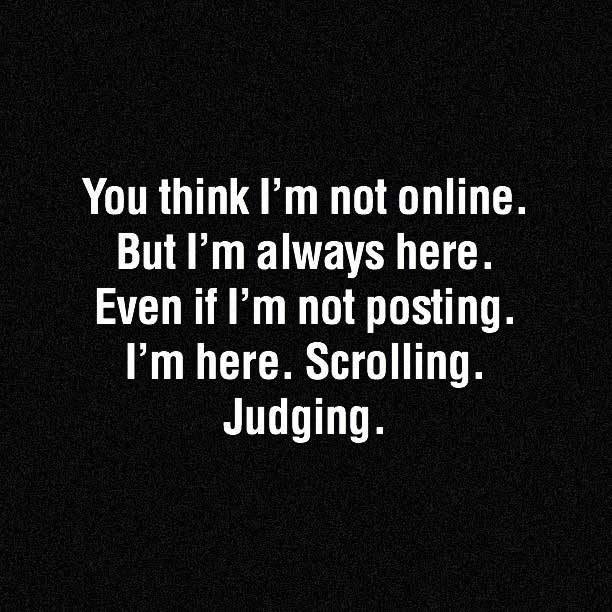 You think I’m not online.
But I’m always here.
Even if I’m not posting.
I’m here. Scrolling.
Judging.